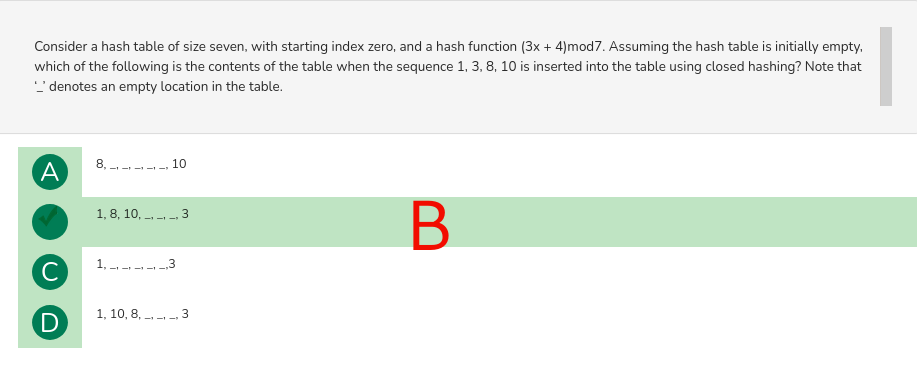 Consider a hash table of size seven, with starting index zero, and a hash function (3x + 4)mod7. Assuming the hash table is initially empty,
which of the following is the contents of the table when the sequence 1, 3, 8, 10 is inserted into the table using closed hashing? Note that
‘_’ denotes an empty location in the table.
A 8, _, _, _, _, _, 10
1, 8, 10, _, _, _, 3 B
C 1, _, _, _, _, _,3
D 1, 10, 8, _, _, _, 3